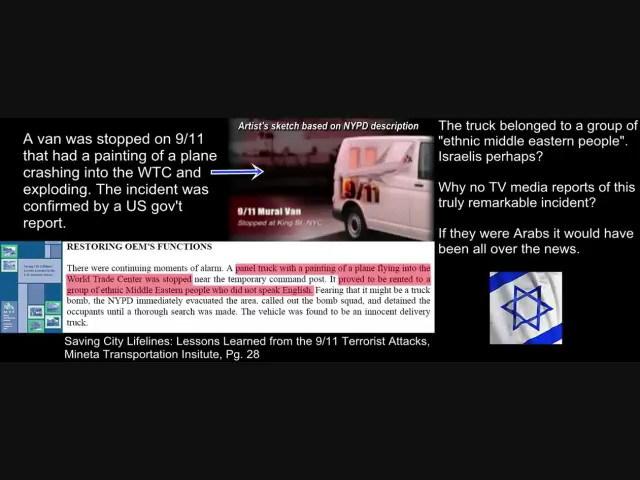 A van was stopped on 9/11
that had a painting of a plane
crashing into the WTC and
exploding. The incident was
confirmed by a US gov't
report.
Artist's sketch based on NYPD description
9/11
9/11 Mural Van
Stopped at King St. NYC
The truck belonged to a group of
"ethnic middle eastern people".
Israelis perhaps?
Why no TV media reports of this
truly remarkable incident?
If they were Arabs it would have
been all over the news.
RESTORING OEM'S FUNCTIONS
There were continuing moments of alarm. A panel truck with a painting of a plane flying into the
World Trade Center was stopped near the temporary command post. It proved to be rented to a
group of ethnic Middle Eastern people who did not speak English. Fearing that it might be a truck
bomb, the NYPD immediately evacuated the area, called out the bomb squad, and detained the
occupants until a thorough search was made. The vehicle was found to be an innocent delivery
truck.
Saving City Lifelines: Lessons Learned from the 9/11 Terrorist Attacks,
Mineta Transportation Insitute, Pg. 28